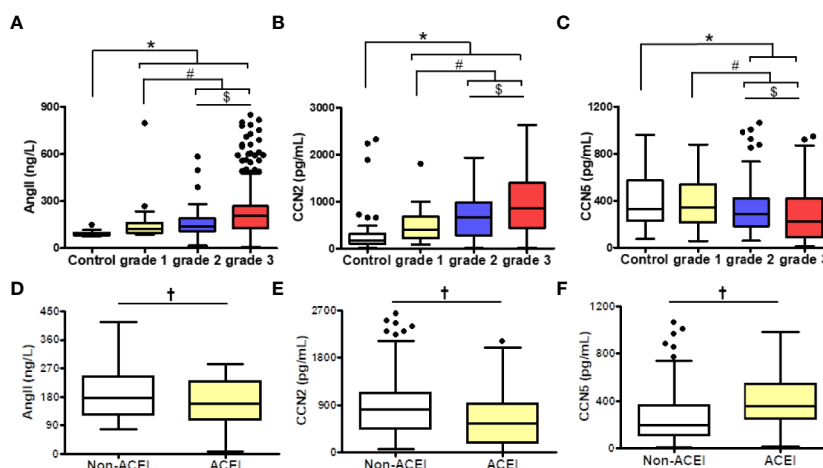 A
B
C
*
*
*
#
#
#
$
$
$
AngII (ng/L)
900
600
300
0
Control grade 1 grade 2 grade 3
CCN2 (pg/mL)
3000
2000
1000
0
Control grade 1 grade 2 grade 3
CCN5 (pg/mL)
1200
800
400
0
Control grade 1 grade 2 grade 3
D
E
F
†
†
†
AngII (ng/L)
450
360
270
180
90
0
Non-ACEI ACEI
CCN2 (pg/mL)
2700
1800
900
0
Non-ACEI ACEI
CCN5 (pg/mL)
1200
800
400
0
Non-ACEI ACEI